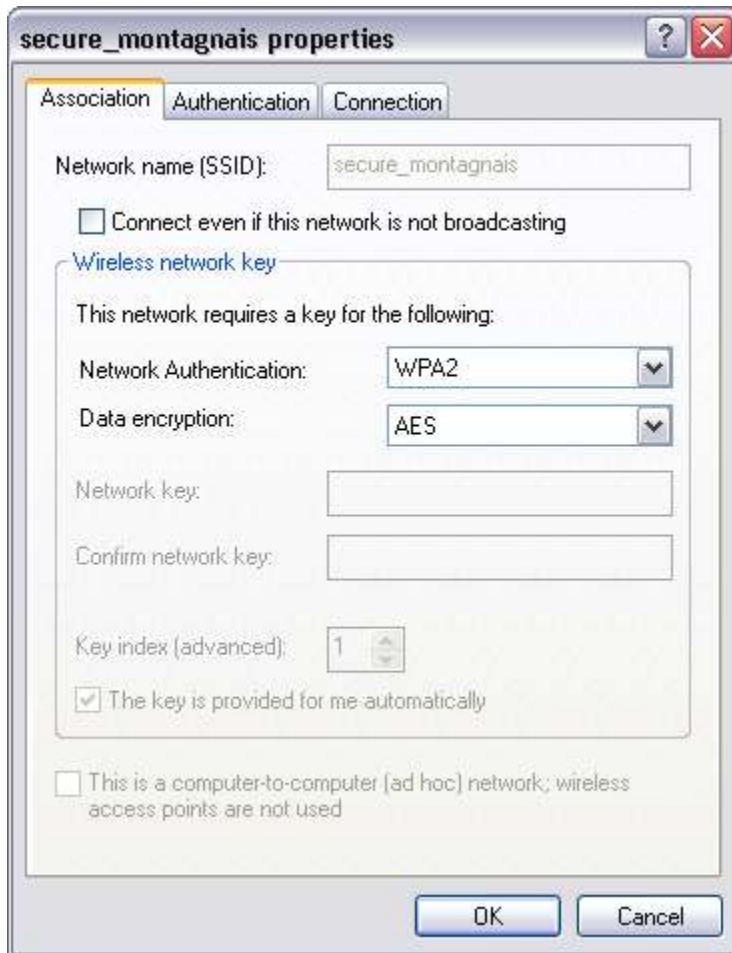 secure_montagnais properties
Association Authentication Connection
Network name (SSID): secure_montagnais
Connect even if this network is not broadcasting
Wireless network key
This network requires a key for the following:
Network Authentication: WPA2
Data encryption: AES
Network key:
Confirm network key:
Key index (advanced): 1
The key is provided for me automatically
This is a computer-to-computer (ad hoc) network; wireless
access points are not used
OK Cancel